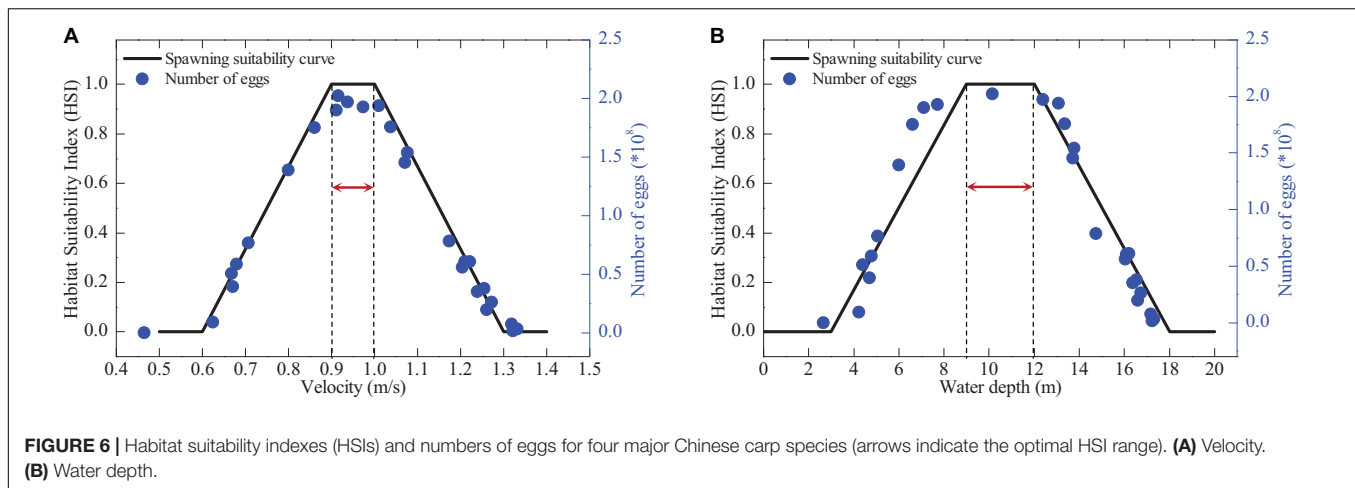 A
Spawning suitability curve
Number of eggs
Habitat Suitability Index (HSI)
1.0
0.8
0.6
0.4
0.2
0.0
0.4 0.5 0.6 0.7 0.8 0.9 1.0 1.1 1.2 1.3 1.4 1.5
Velocity (m/s)
2.5
2.0
1.5
1.0
0.5
0.0
Number of eggs (*10⁸)
B
Spawning suitability curve
Number of eggs
Habitat Suitability Index (HSI)
1.0
0.8
0.6
0.4
0.2
0.0
0 2 4 6 8 10 12 14 16 18 20
Water depth (m)
2.5
2.0
1.5
1.0
0.5
0.0
Number of eggs (*10⁸)
FIGURE 6 | Habitat suitability indexes (HSIs) and numbers of eggs for four major Chinese carp species (arrows indicate the optimal HSI range). (A) Velocity.
(B) Water depth.